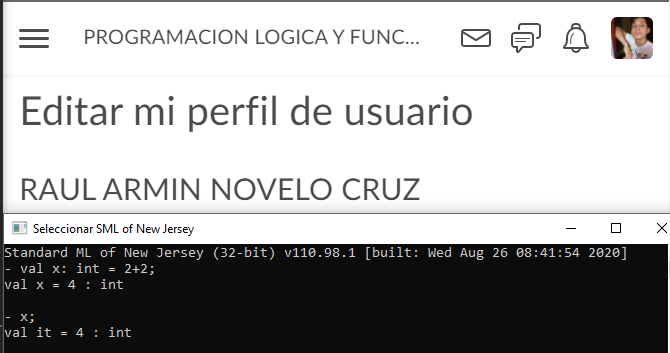 PROGRAMACION LOGICA Y FUNC...
Editar mi perfil de usuario
RAUL ARMIN NOVELO CRUZ
Seleccionar SML of New Jersey
Standard ML of New Jersey (32-bit) v110.98.1 [built: Wed Aug 26 08:41:54 2020]
- val x: int = 2+2;
val x = 4 : int
- x;
val it = 4 : int